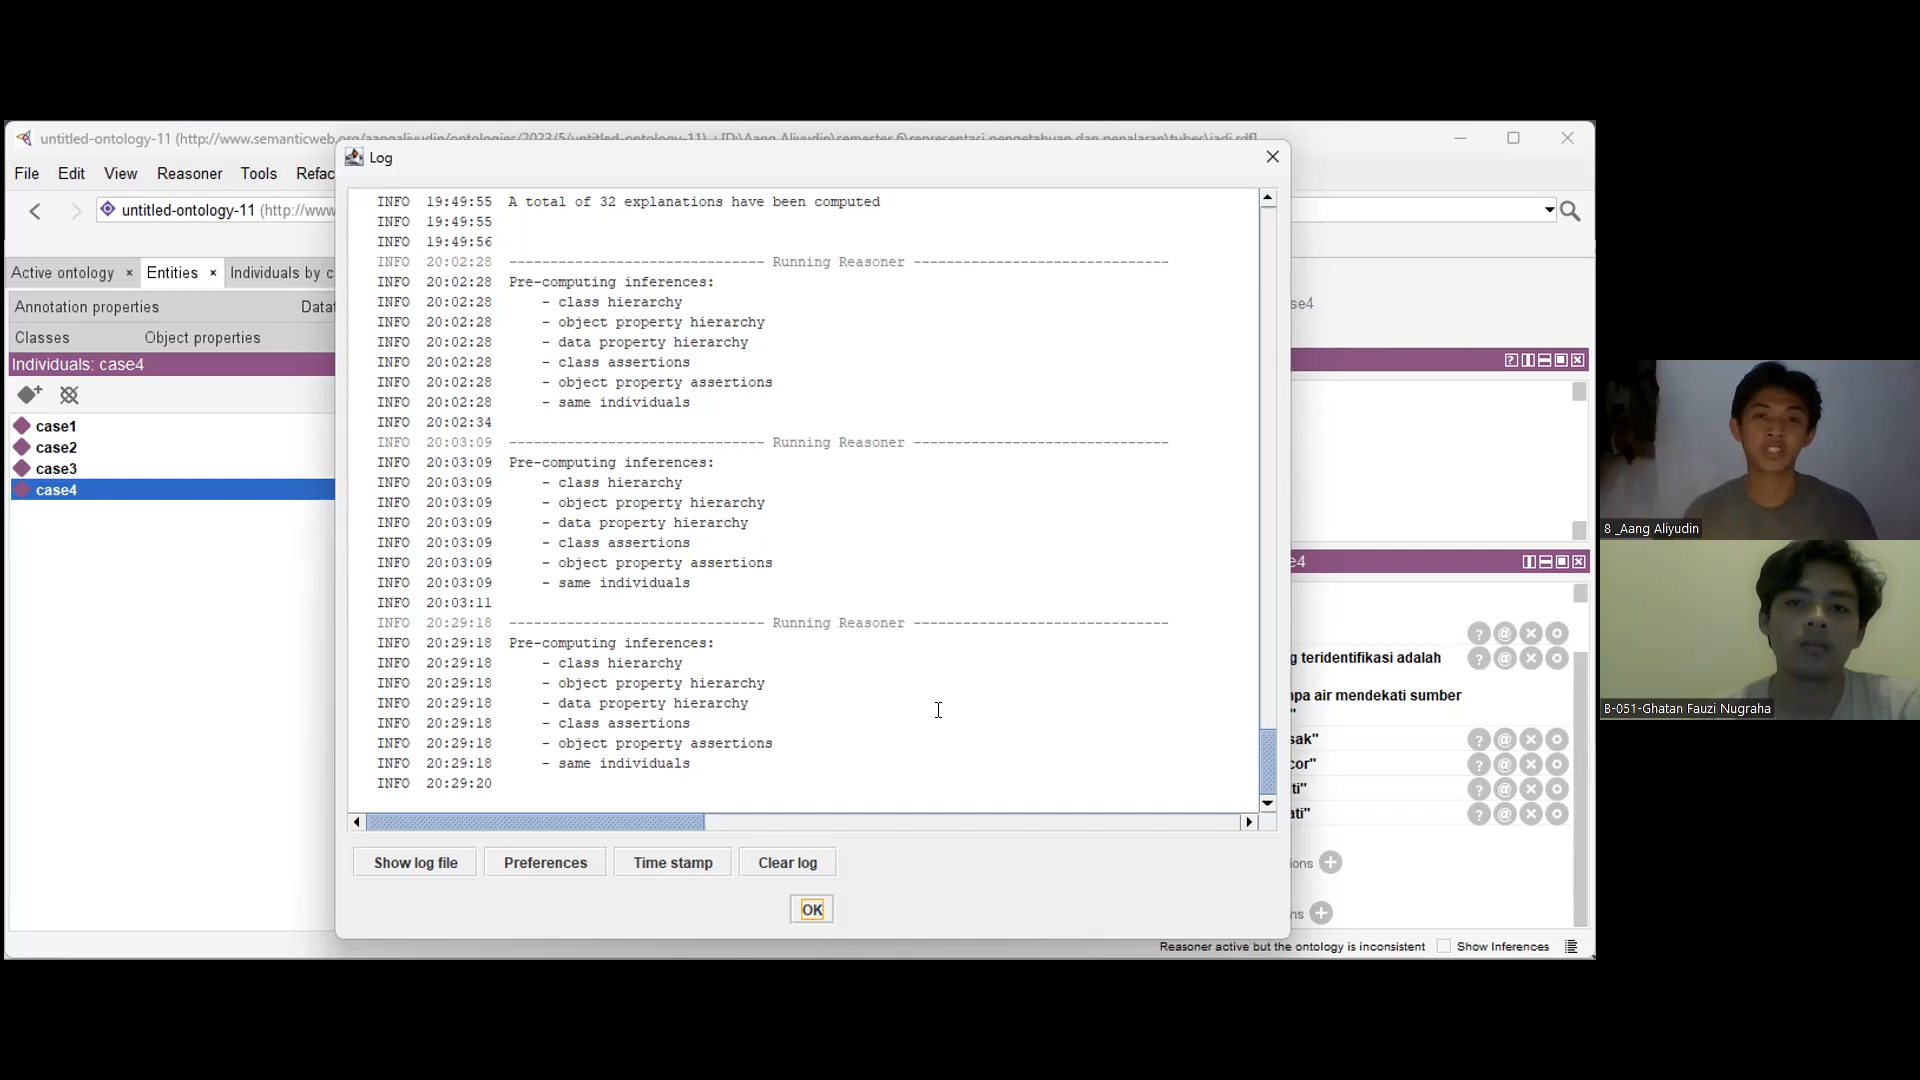 untitled-ontology-11 (http://www.semanticweb.org/aangaliyudin/ontologies/2023/5/untitled-ontology-11) : [D:\Aang Aliyudin\semester 6\representasi pengetahuan dan penalaran\tubes\jadi.rdf]
Log
File Edit View Reasoner Tools Refac
untitled-ontology-11 (http://www
Active ontology × Entities × Individuals by c
Annotation properties Datat
Classes Object properties
Individuals: case4
case1
case2
case3
case4
INFO 19:49:55 A total of 32 explanations have been computed
INFO 19:49:55
INFO 19:49:56
INFO 20:02:28 ------------------------------- Running Reasoner -------------------------------
INFO 20:02:28 Pre-computing inferences:
INFO 20:02:28 - class hierarchy
INFO 20:02:28 - object property hierarchy
INFO 20:02:28 - data property hierarchy
INFO 20:02:28 - class assertions
INFO 20:02:28 - object property assertions
INFO 20:02:28 - same individuals
INFO 20:02:34
INFO 20:03:09 ------------------------------- Running Reasoner -------------------------------
INFO 20:03:09 Pre-computing inferences:
INFO 20:03:09 - class hierarchy
INFO 20:03:09 - object property hierarchy
INFO 20:03:09 - data property hierarchy
INFO 20:03:09 - class assertions
INFO 20:03:09 - object property assertions
INFO 20:03:09 - same individuals
INFO 20:03:11
INFO 20:29:18 ------------------------------- Running Reasoner -------------------------------
INFO 20:29:18 Pre-computing inferences:
INFO 20:29:18 - class hierarchy
INFO 20:29:18 - object property hierarchy
INFO 20:29:18 - data property hierarchy
INFO 20:29:18 - class assertions
INFO 20:29:18 - object property assertions
INFO 20:29:18 - same individuals
INFO 20:29:20
Show log file Preferences Time stamp Clear log
OK
se4
e4
g teridentifikasi adalah
npa air mendekati sumber
"
sak"
cor"
ti"
ati"
ions
ns
Reasoner active but the ontology is inconsistent Show Inferences
8 _Aang Aliyudin
B-051-Ghatan Fauzi Nugraha